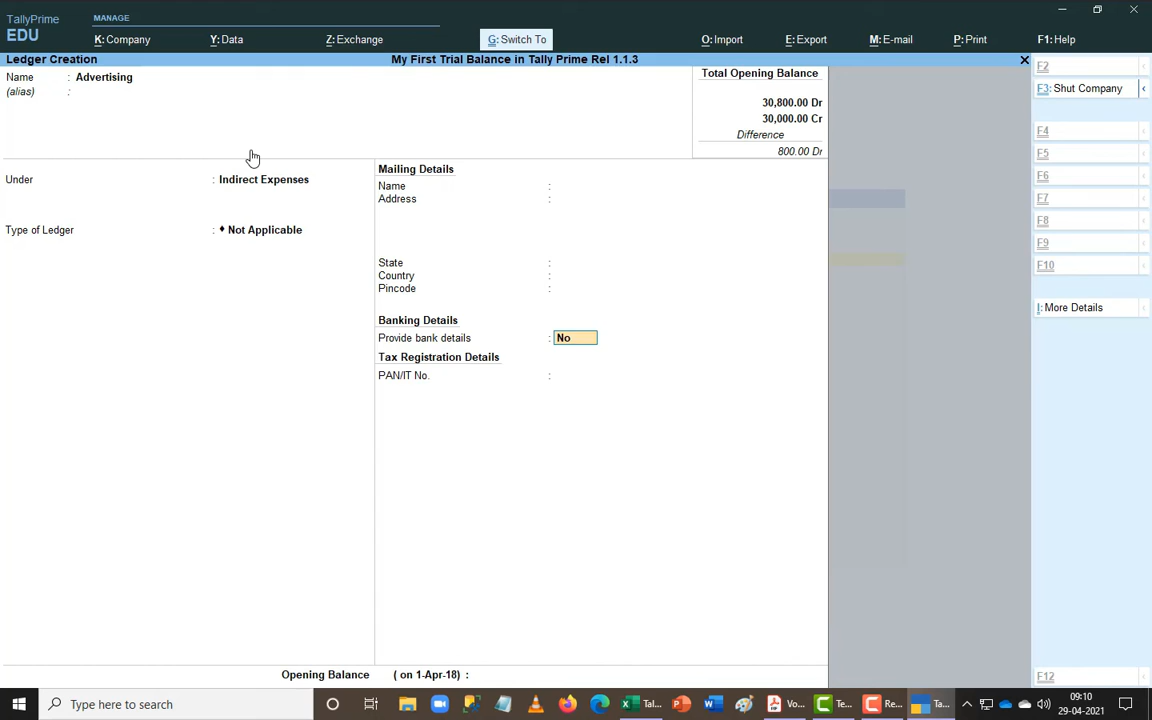 TallyPrime
EDU
MANAGE
K: Company
Y: Data
Z: Exchange
G: Switch To
O: Import
E: Export
M: E-mail
P: Print
F1: Help
Ledger Creation
My First Trial Balance in Tally Prime Rel 1.1.3
Name : Advertising
(alias) :
Total Opening Balance
30,800.00 Dr
30,000.00 Cr
Difference
800.00 Dr
Under : Indirect Expenses
Type of Ledger : ♦ Not Applicable
Mailing Details
Name :
Address :
State :
Country :
Pincode :
Banking Details
Provide bank details : No
Tax Registration Details
PAN/IT No. :
Opening Balance ( on 1-Apr-18) :
F2
F3: Shut Company
F4
F5
F6
F7
F8
F9
F10
I: More Details
F12
Type here to search
Tal...
Vo...
Te...
Re...
Ta...
09:10
29-04-2021